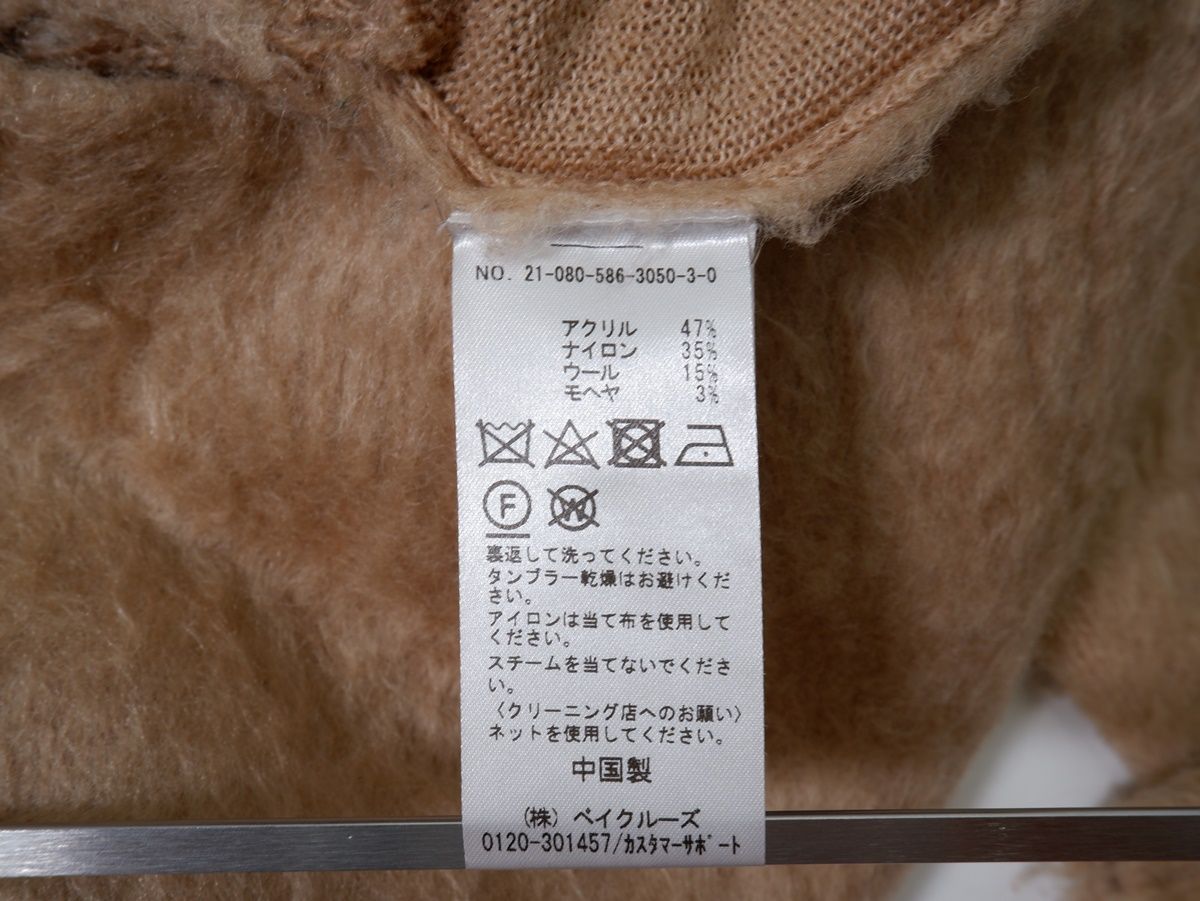 NO. 21-080-586-3050-3-0
アクリル 47%
ナイロン 35%
ウール 15%
モヘヤ 3%
F W
裏返して洗ってください。
タンブラー乾燥はお避けくだ
さい。
アイロンは当て布を使用して
ください。
スチームを当てないでくださ
い。
〈クリーニング店へのお願い〉
ネットを使用してください。
中国製
(株) ベイクルーズ
0120-301457/カスタマーサポート